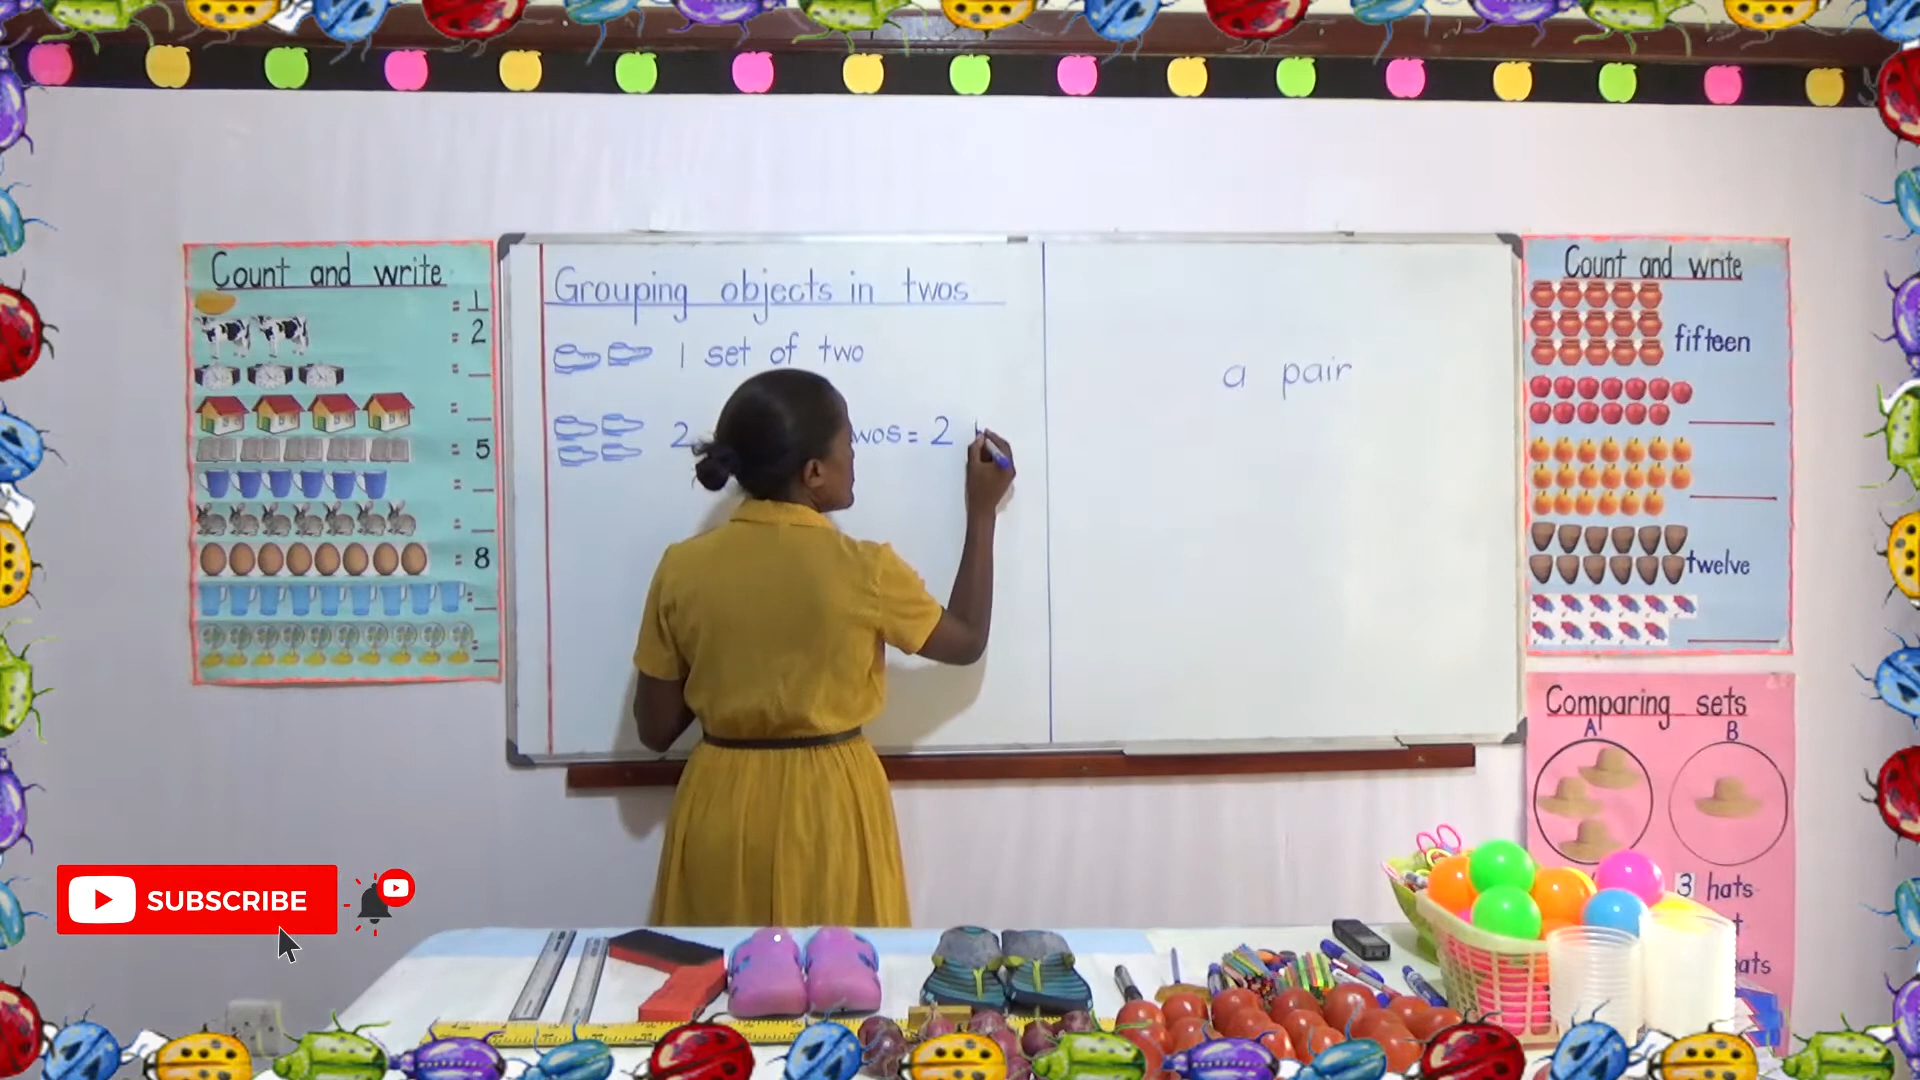 Count and write
= 1
= 2
=
=
= 5
=
=
= 8
=
=
Grouping objects in twos
1 set of two
2 wos = 2
a pair
Count and write
fifteen
twelve
Comparing sets
A B
3 hats
SUBSCRIBE